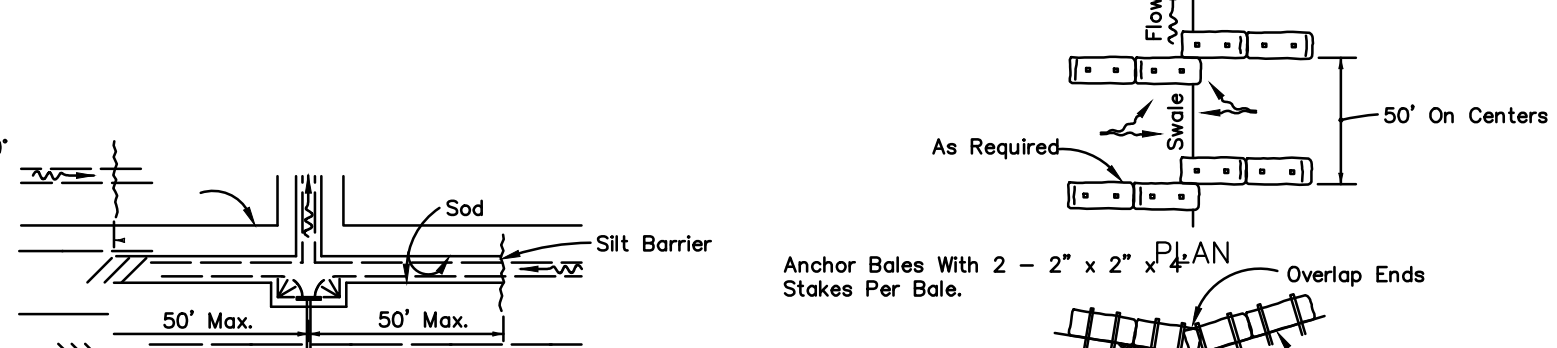 Flow
50' On Centers
Swale
As Required
Sod
Silt Barrier
PLAN
Anchor Bales With 2 - 2" x 2" x 4'
Stakes Per Bale.
Overlap Ends
50' Max.
50' Max.